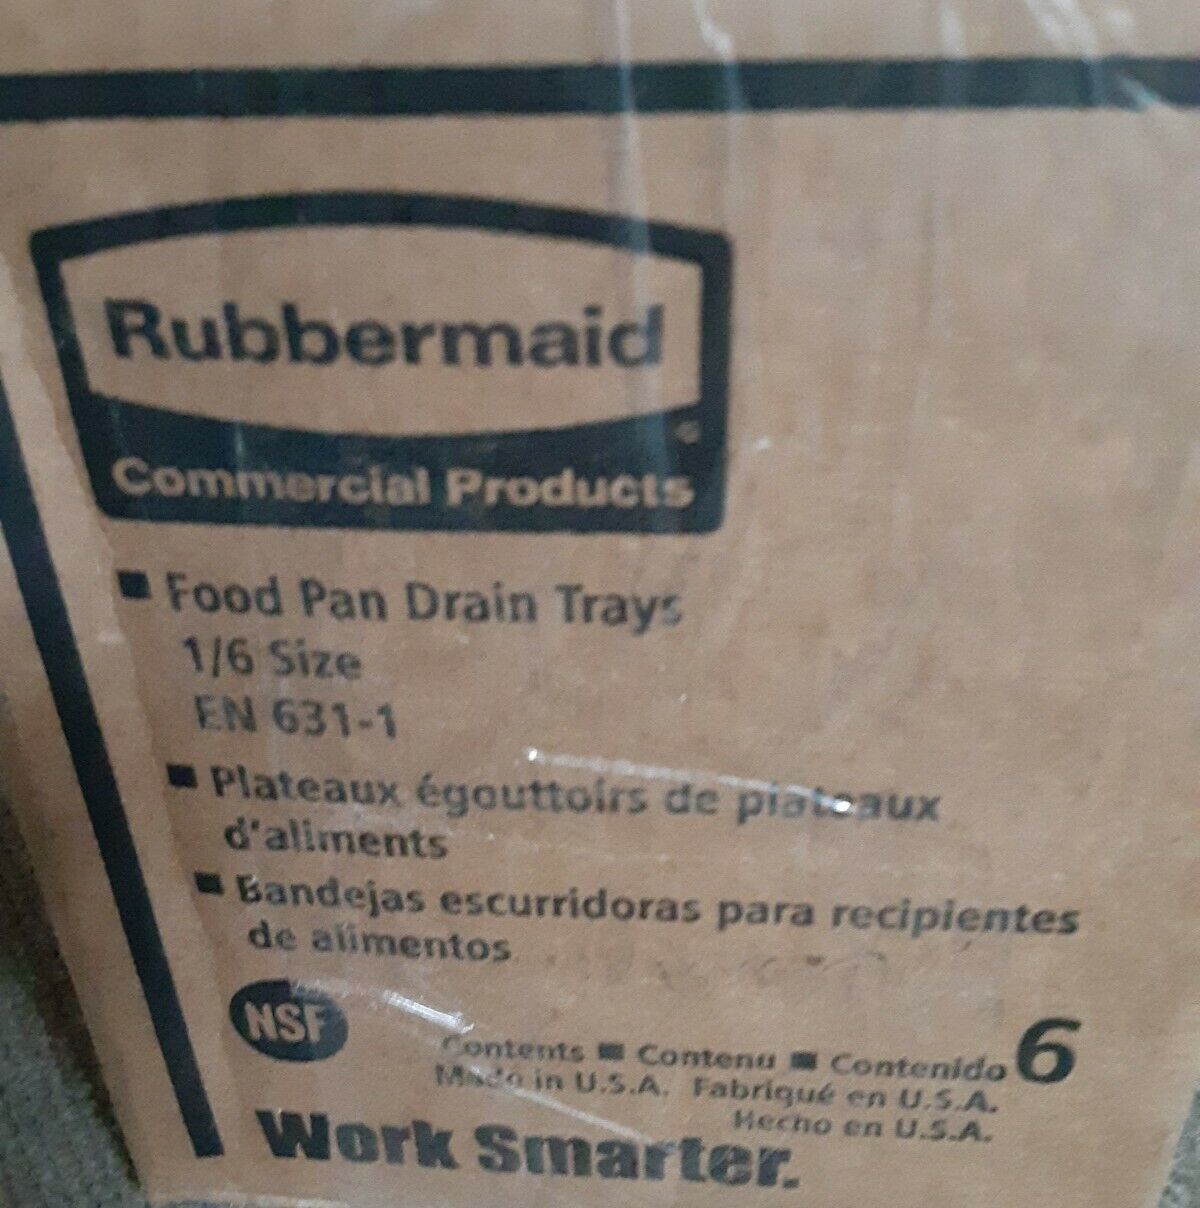 Rubbermaid
Commercial Products
■ Food Pan Drain Trays
1/6 Size
EN 631-1
■ Plateaux égouttoirs de plateaux
d'aliments
■ Bandejas escurridoras para recipientes
de alimentos
NSF
Contents ■ Contenu ■ Contenido 6
Made in U.S.A. Fabriqué en U.S.A.
Hecho en U.S.A.
Work Smarter.